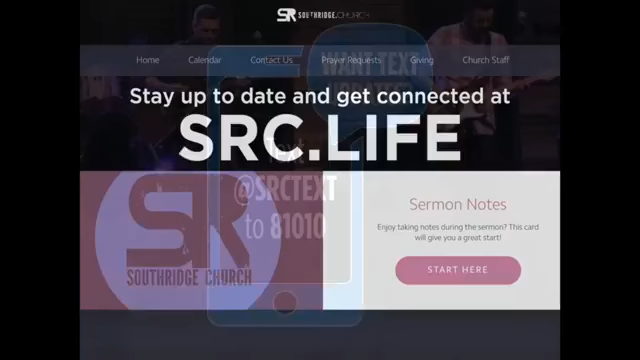 SR SOUTHRIDGE.CHURCH
Home Calendar Contact Us Prayer Requests Giving Church Staff
WANT TEXT
Stay up to date and get connected at
SRC.LIFE
Text
@SRCTEXT
to 81010
SR
SOUTHRIDGE CHURCH
Sermon Notes
Enjoy taking notes during the sermon? This card
will give you a great start!
START HERE